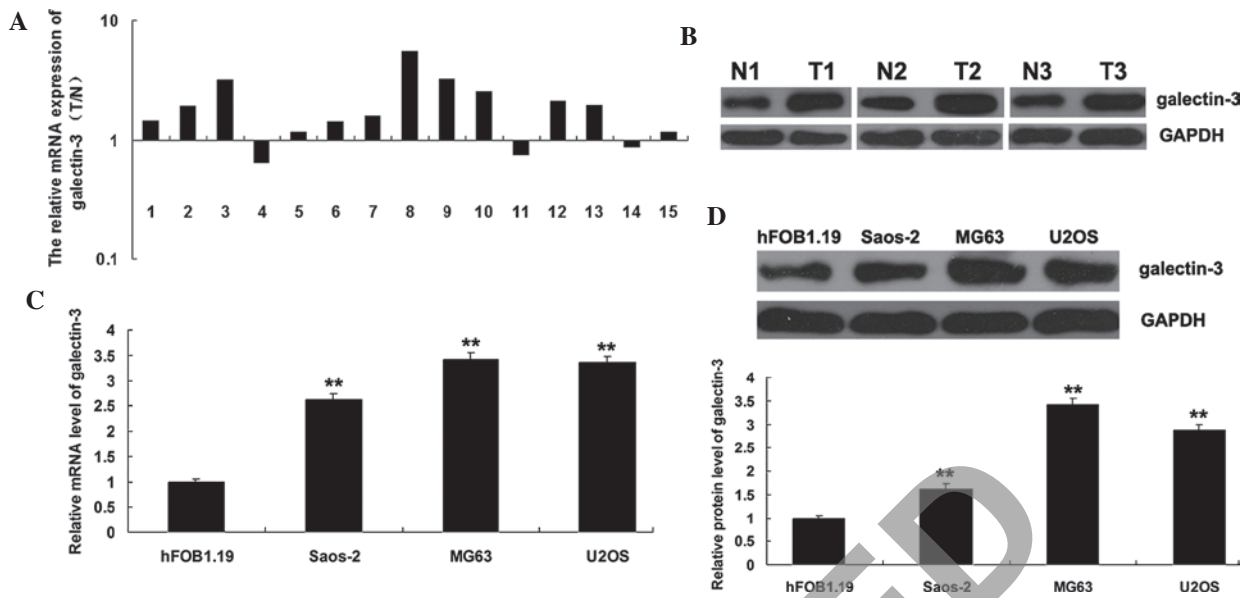 A
The relative mRNA expression of
galectin-3 (T/N)
10
1
0.1
1 2 3 4 5 6 7 8 9 10 11 12 13 14 15
B
N1 T1 N2 T2 N3 T3
galectin-3
GAPDH
C
Relative mRNA level of galectin-3
4
3.5
3
2.5
2
1.5
1
0.5
0
** ** **
hFOB1.19 Saos-2 MG63 U2OS
D
hFOB1.19 Saos-2 MG63 U2OS
galectin-3
GAPDH
Relative protein level of galectin-3
4
3.5
3
2.5
2
1.5
1
0.5
0
** ** **
hFOB1.19 Saos-2 MG63 U2OS